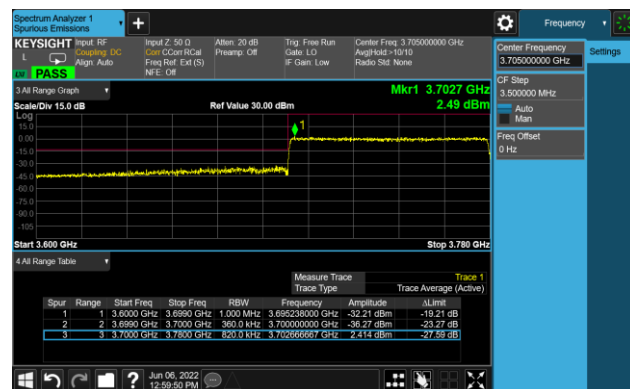 Spectrum Analyzer 1
Spurious Emissions
Frequency
KEYSIGHT
L
PASS
Input: RF
Coupling: DC
Align: Auto
Input Z: 50 Ω
Corr CCorr RCal
Freq Ref: Ext (S)
NFE: Off
Atten: 20 dB
Preamp: Off
Trig: Free Run
Gate: LO
IF Gain: Low
Center Freq: 3.705000000 GHz
Avg|Hold:>10/10
Radio Std: None
Center Frequency
3.705000000 GHz
Settings
CF Step
3.500000 MHz
Auto
Man
Freq Offset
0 Hz
3 All Range Graph
Mkr1 3.7027 GHz
Scale/Div 15.0 dB
Ref Value 30.00 dBm
2.49 dBm
Log
15.0
0.00
-15.0
-30.0
-45.0
-60.0
-75.0
-90.0
-105
1
Start 3.600 GHz
Stop 3.780 GHz
4 All Range Table
Measure Trace Trace 1
Trace Type Trace Average (Active)
Spur Range Start Freq Stop Freq RBW Frequency Amplitude ΔLimit
1 1 3.6000 GHz 3.6990 GHz 1.000 MHz 3.695238000 GHz -32.21 dBm -19.21 dB
2 2 3.6990 GHz 3.7000 GHz 360.0 kHz 3.700000000 GHz -36.27 dBm -23.27 dB
3 3 3.7000 GHz 3.7800 GHz 820.0 kHz 3.702666667 GHz 2.414 dBm -27.59 dB
?
Jun 06, 2022
12:59:50 PM